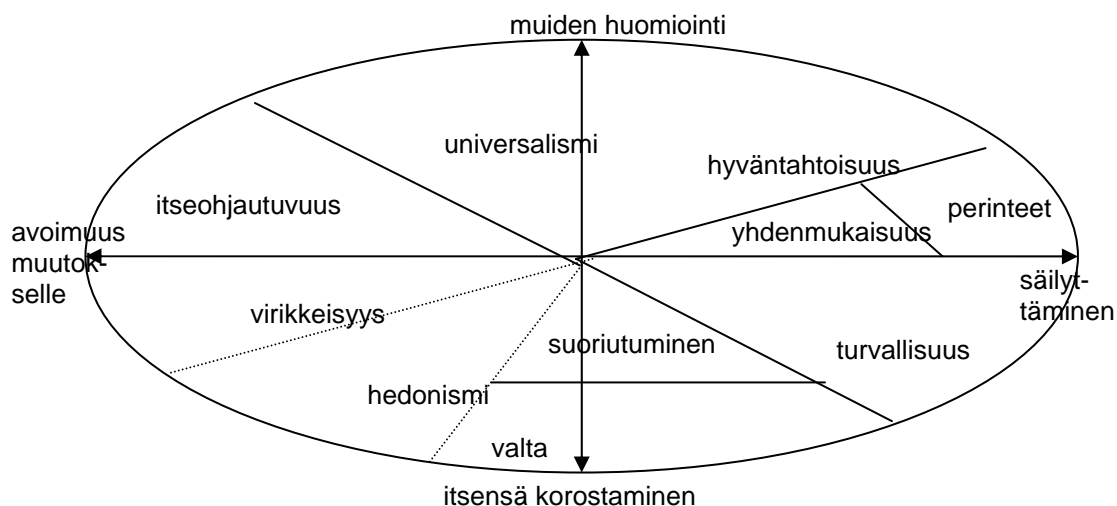 muiden huomiointi
universalismi
hyväntahtoisuus
itseohjautuvuus
perinteet
avoimuus
muutok-
selle
yhdenmukaisuus
säilyt-
täminen
virikkeisyys
suoriutuminen
turvallisuus
hedonismi
valta
itsensä korostaminen